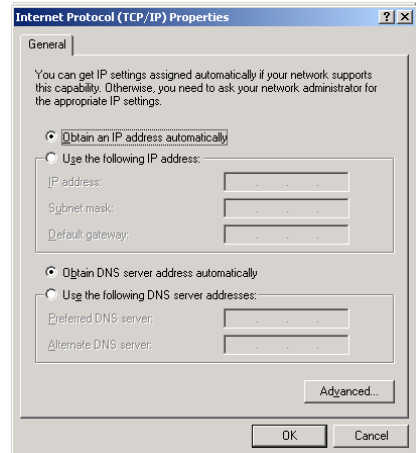 Internet Protocol (TCP/IP) Properties
General
You can get IP settings assigned automatically if your network supports
this capability. Otherwise, you need to ask your network administrator for
the appropriate IP settings.
Obtain an IP address automatically
Use the following IP address:
IP address:
Subnet mask:
Default gateway:
Obtain DNS server address automatically
Use the following DNS server addresses:
Preferred DNS server:
Alternate DNS server:
Advanced...
OK Cancel